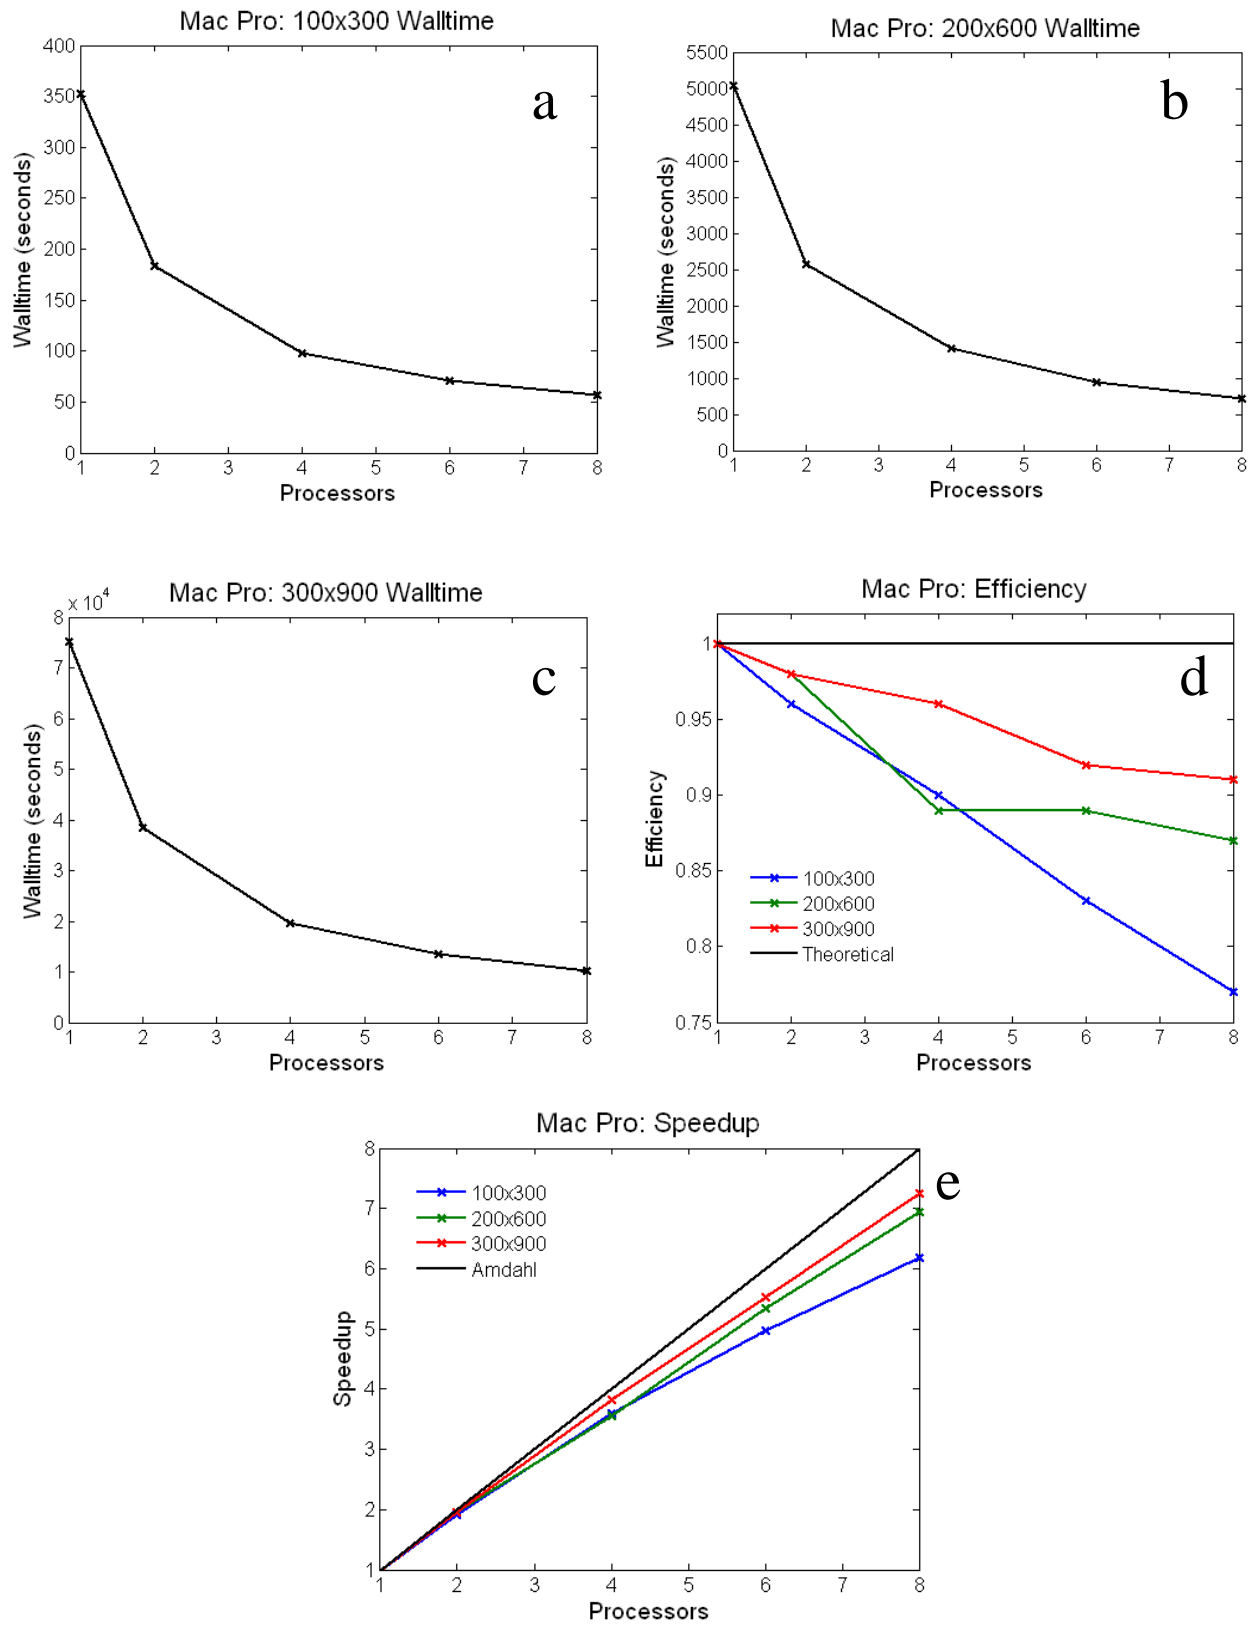 Mac Pro: 100x300 Walltime
400
350
300
250
200
150
100
50
0
1 2 3 4 5 6 7 8
Walltime (seconds)
Processors
a
Mac Pro: 200x600 Walltime
5500
5000
4500
4000
3500
3000
2500
2000
1500
1000
500
0
1 2 3 4 5 6 7 8
Walltime (seconds)
Processors
b
Mac Pro: 300x900 Walltime
x 10^4
8
7
6
5
4
3
2
1
0
1 2 3 4 5 6 7 8
Walltime (seconds)
Processors
c
Mac Pro: Efficiency
1
0.95
0.9
0.85
0.8
0.75
1 2 3 4 5 6 7 8
Efficiency
Processors
100x300
200x600
300x900
Theoretical
d
Mac Pro: Speedup
8
7
6
5
4
3
2
1
1 2 3 4 5 6 7 8
Speedup
Processors
100x300
200x600
300x900
Amdahl
e